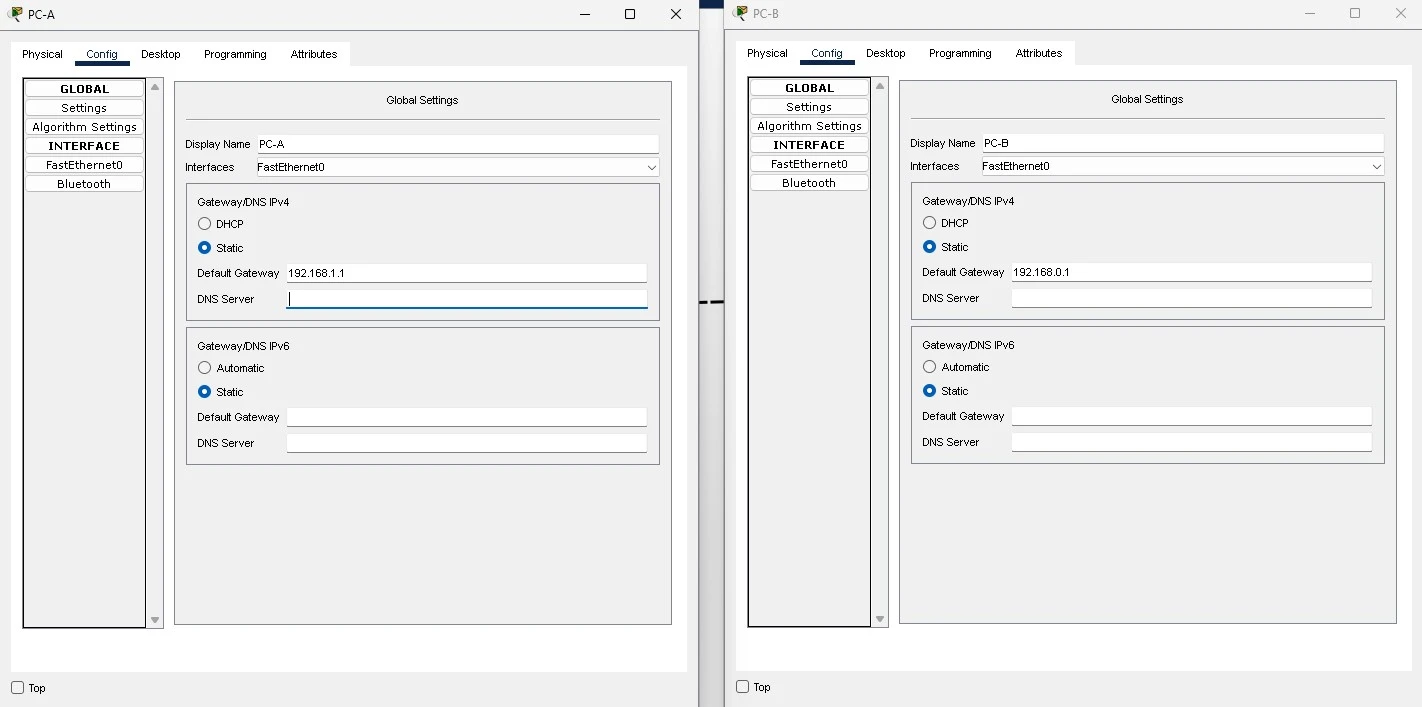 PC-A
Physical Config Desktop Programming Attributes
GLOBAL
Settings
Algorithm Settings
INTERFACE
FastEthernet0
Bluetooth
Global Settings
Display Name PC-A
Interfaces FastEthernet0
Gateway/DNS IPv4
DHCP
Static
Default Gateway 192.168.1.1
DNS Server
Gateway/DNS IPv6
Automatic
Static
Default Gateway
DNS Server
Top
PC-B
Physical Config Desktop Programming Attributes
GLOBAL
Settings
Algorithm Settings
INTERFACE
FastEthernet0
Bluetooth
Global Settings
Display Name PC-B
Interfaces FastEthernet0
Gateway/DNS IPv4
DHCP
Static
Default Gateway 192.168.0.1
DNS Server
Gateway/DNS IPv6
Automatic
Static
Default Gateway
DNS Server
Top